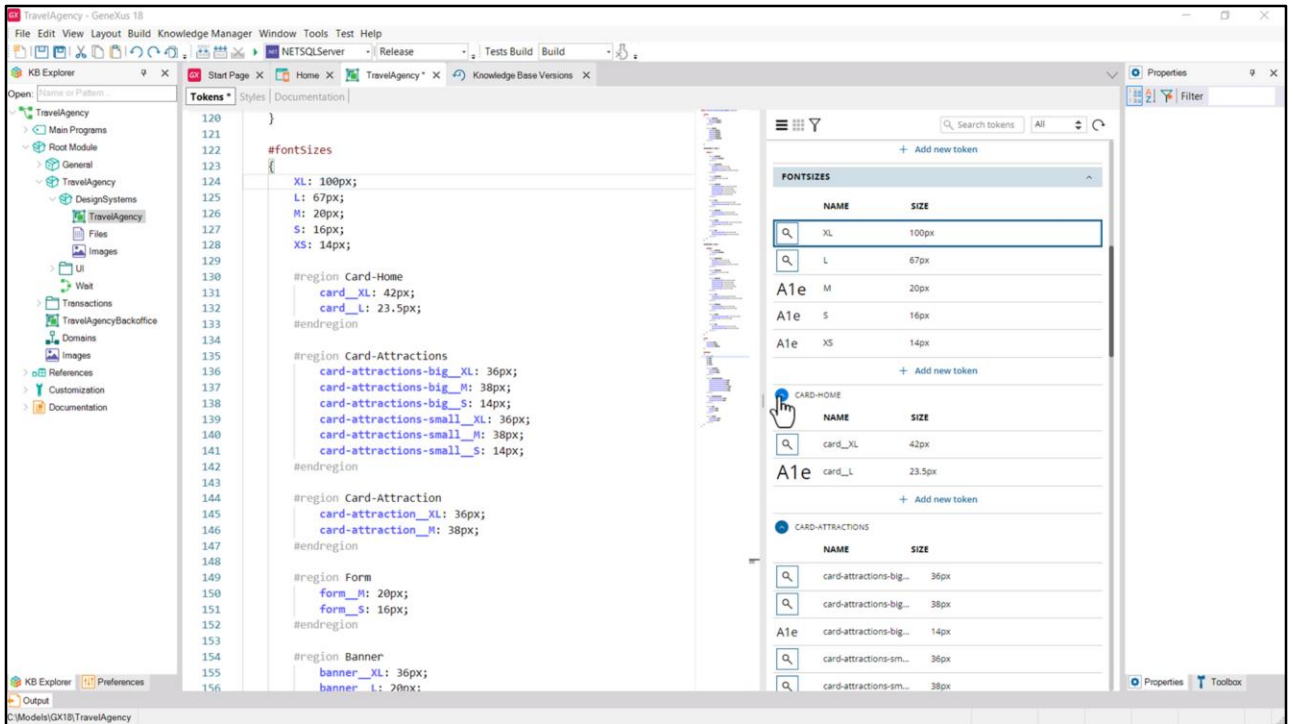 TravelAgency - GeneXus 18
File Edit View Layout Build Knowledge Manager Window Tools Test Help
NETSQLServer Release Tests Build Build
KB Explorer
Open: Name or Pattern...
TravelAgency
Main Programs
Root Module
General
TravelAgency
DesignSystems
TravelAgency
Files
Images
UI
Wait
Transactions
TravelAgencyBackoffice
Domains
Images
References
Customization
Documentation
KB Explorer Preferences
Start Page X Home X TravelAgency* X Knowledge Base Versions X
Tokens * Styles Documentation
120 }
121
122 #fontSizes
123 {
124 XL: 100px;
125 L: 67px;
126 M: 20px;
127 S: 16px;
128 XS: 14px;
129
130 #region Card-Home
131 card__XL: 42px;
132 card__L: 23.5px;
133 #endregion
134
135 #region Card-Attractions
136 card-attractions-big__XL: 36px;
137 card-attractions-big__M: 38px;
138 card-attractions-big__S: 14px;
139 card-attractions-small__XL: 36px;
140 card-attractions-small__M: 38px;
141 card-attractions-small__S: 14px;
142 #endregion
143
144 #region Card-Attraction
145 card-attraction__XL: 36px;
146 card-attraction__M: 38px;
147 #endregion
148
149 #region Form
150 form__M: 20px;
151 form__S: 16px;
152 #endregion
153
154 #region Banner
155 banner__XL: 36px;
156 banner__L: 20px;
Search tokens All
+ Add new token
FONTSIZES
NAME SIZE
XL 100px
L 67px
A1e M 20px
A1e S 16px
A1e XS 14px
+ Add new token
CARD-HOME
NAME SIZE
card__XL 42px
A1e card__L 23.5px
+ Add new token
CARD-ATTRACTIONS
NAME SIZE
card-attractions-big... 36px
card-attractions-big... 38px
A1e card-attractions-big... 14px
card-attractions-sm... 36px
card-attractions-sm... 38px
Properties
Filter
Properties Toolbox
Output
C:\Models\GX18\TravelAgency